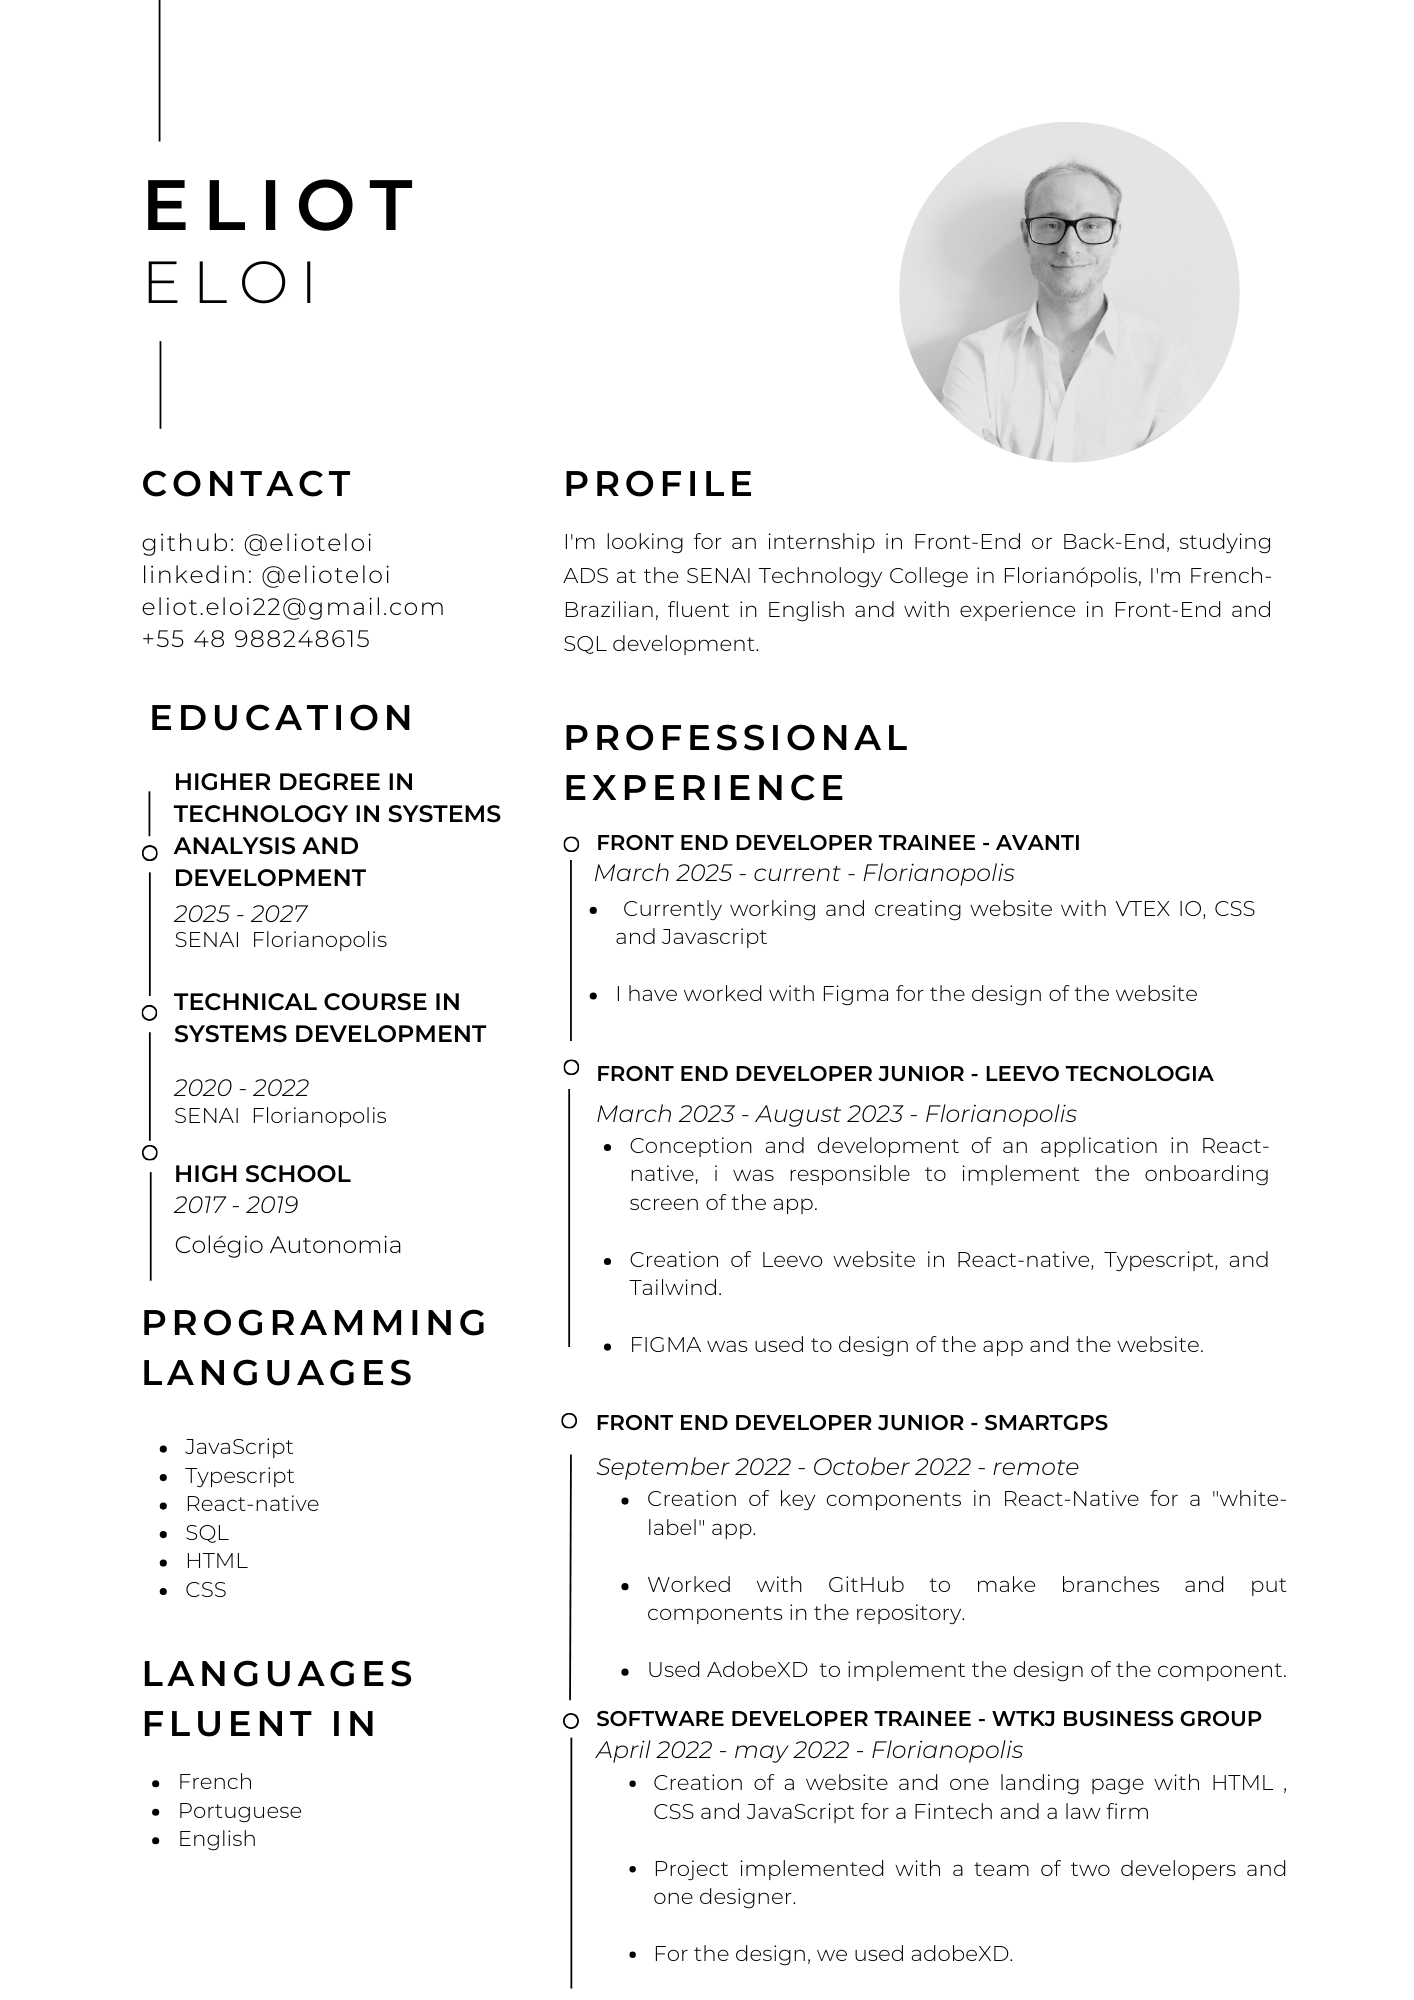 ELIOT
ELOI
CONTACT
github: @elioteloi
linkedin: @elioteloi
eliot.eloi22@gmail.com
+55 48 988248615
EDUCATION
HIGHER DEGREE IN
TECHNOLOGY IN SYSTEMS
ANALYSIS AND
DEVELOPMENT
2025 - 2027
SENAI Florianopolis
TECHNICAL COURSE IN
SYSTEMS DEVELOPMENT
2020 - 2022
SENAI Florianopolis
HIGH SCHOOL
2017 - 2019
Colégio Autonomia
PROGRAMMING
LANGUAGES
• JavaScript
• Typescript
• React-native
• SQL
• HTML
• CSS
LANGUAGES
FLUENT IN
• French
• Portuguese
• English
PROFILE
I'm looking for an internship in Front-End or Back-End, studying
ADS at the SENAI Technology College in Florianópolis, I'm French-
Brazilian, fluent in English and with experience in Front-End and
SQL development.
PROFESSIONAL
EXPERIENCE
FRONT END DEVELOPER TRAINEE - AVANTI
March 2025 - current - Florianopolis
• Currently working and creating website with VTEX IO, CSS
and Javascript
• I have worked with Figma for the design of the website
FRONT END DEVELOPER JUNIOR - LEEVO TECNOLOGIA
March 2023 - August 2023 - Florianopolis
• Conception and development of an application in React-
native, i was responsible to implement the onboarding
screen of the app.
• Creation of Leevo website in React-native, Typescript, and
Tailwind.
• FIGMA was used to design of the app and the website.
FRONT END DEVELOPER JUNIOR - SMARTGPS
September 2022 - October 2022 - remote
• Creation of key components in React-Native for a "white-
label" app.
• Worked with GitHub to make branches and put
components in the repository.
• Used AdobeXD to implement the design of the component.
SOFTWARE DEVELOPER TRAINEE - WTKJ BUSINESS GROUP
April 2022 - may 2022 - Florianopolis
• Creation of a website and one landing page with HTML ,
CSS and JavaScript for a Fintech and a law firm
• Project implemented with a team of two developers and
one designer.
• For the design, we used adobeXD.